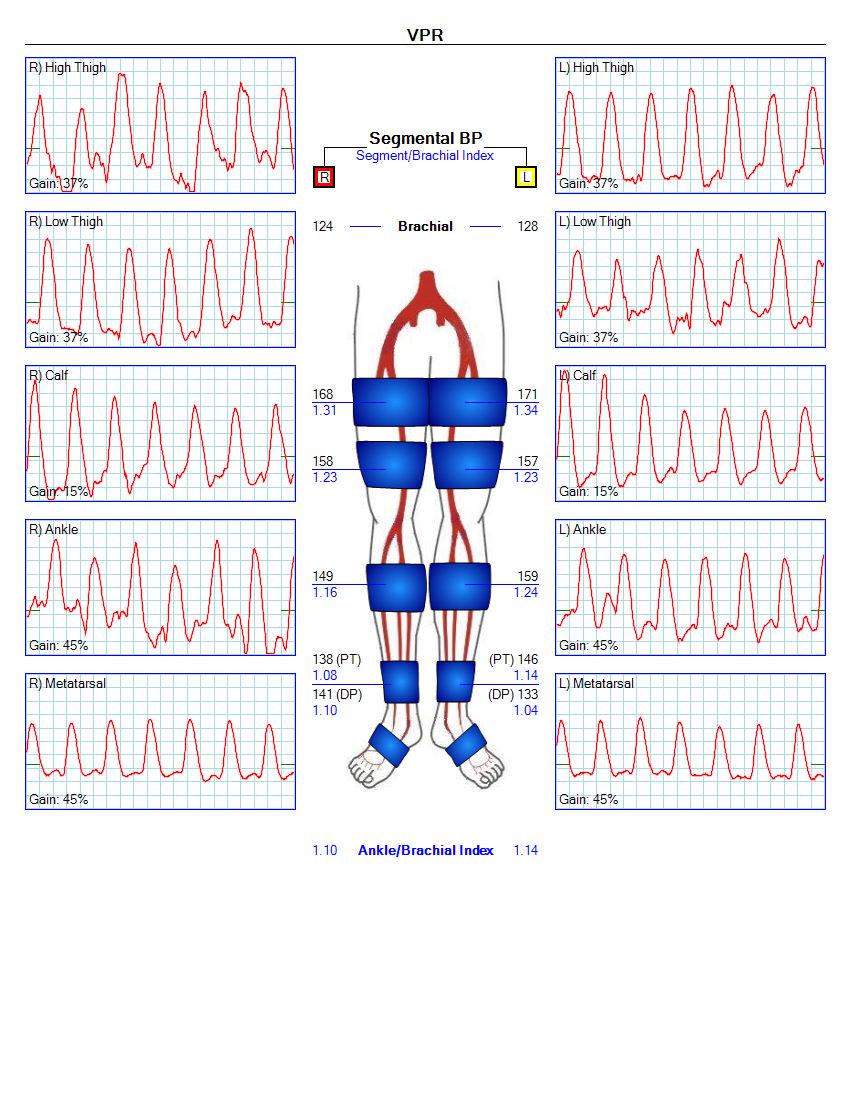 VPR
R) High Thigh
Gain: 37%
R) Low Thigh
Gain: 37%
R) Calf
Gain: 15%
R) Ankle
Gain: 45%
R) Metatarsal
Gain: 45%
Segmental BP
Segment/Brachial Index
R L
124 Brachial 128
168 171
1.31 1.34
158 157
1.23 1.23
149 159
1.16 1.24
138 (PT) (PT) 146
1.08 1.14
141 (DP) (DP) 133
1.10 1.04
1.10 Ankle/Brachial Index 1.14
L) High Thigh
Gain: 37%
L) Low Thigh
Gain: 37%
L) Calf
Gain: 15%
L) Ankle
Gain: 45%
L) Metatarsal
Gain: 45%